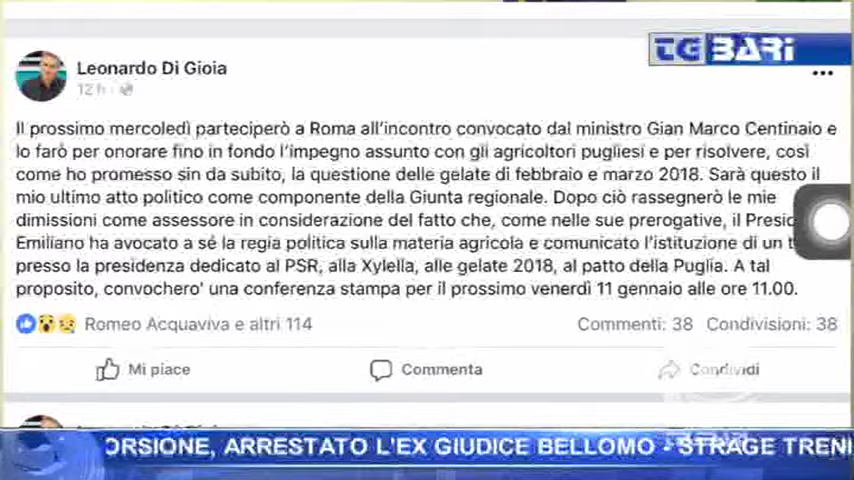 TG BARI
Leonardo Di Gioia
12 h
Il prossimo mercoledì parteciperò a Roma all'incontro convocato dal ministro Gian Marco Centinaio e
lo farò per onorare fino in fondo l'impegno assunto con gli agricoltori pugliesi e per risolvere, così
come ho promesso sin da subito, la questione delle gelate di febbraio e marzo 2018. Sarà questo il
mio ultimo atto politico come componente della Giunta regionale. Dopo ciò rassegnerò le mie
dimissioni come assessore in considerazione del fatto che, come nelle sue prerogative, il Presid
Emiliano ha avocato a sé la regia politica sulla materia agricola e comunicato l'istituzione di un t
presso la presidenza dedicato al PSR, alla Xylella, alle gelate 2018, al patto della Puglia. A tal
proposito, convochero' una conferenza stampa per il prossimo venerdì 11 gennaio alle ore 11.00.
Romeo Acquaviva e altri 114 Commenti: 38 Condivisioni: 38
Mi piace Commenta Condividi
ORSIONE, ARRESTATO L'EX GIUDICE BELLOMO - STRAGE TRENI